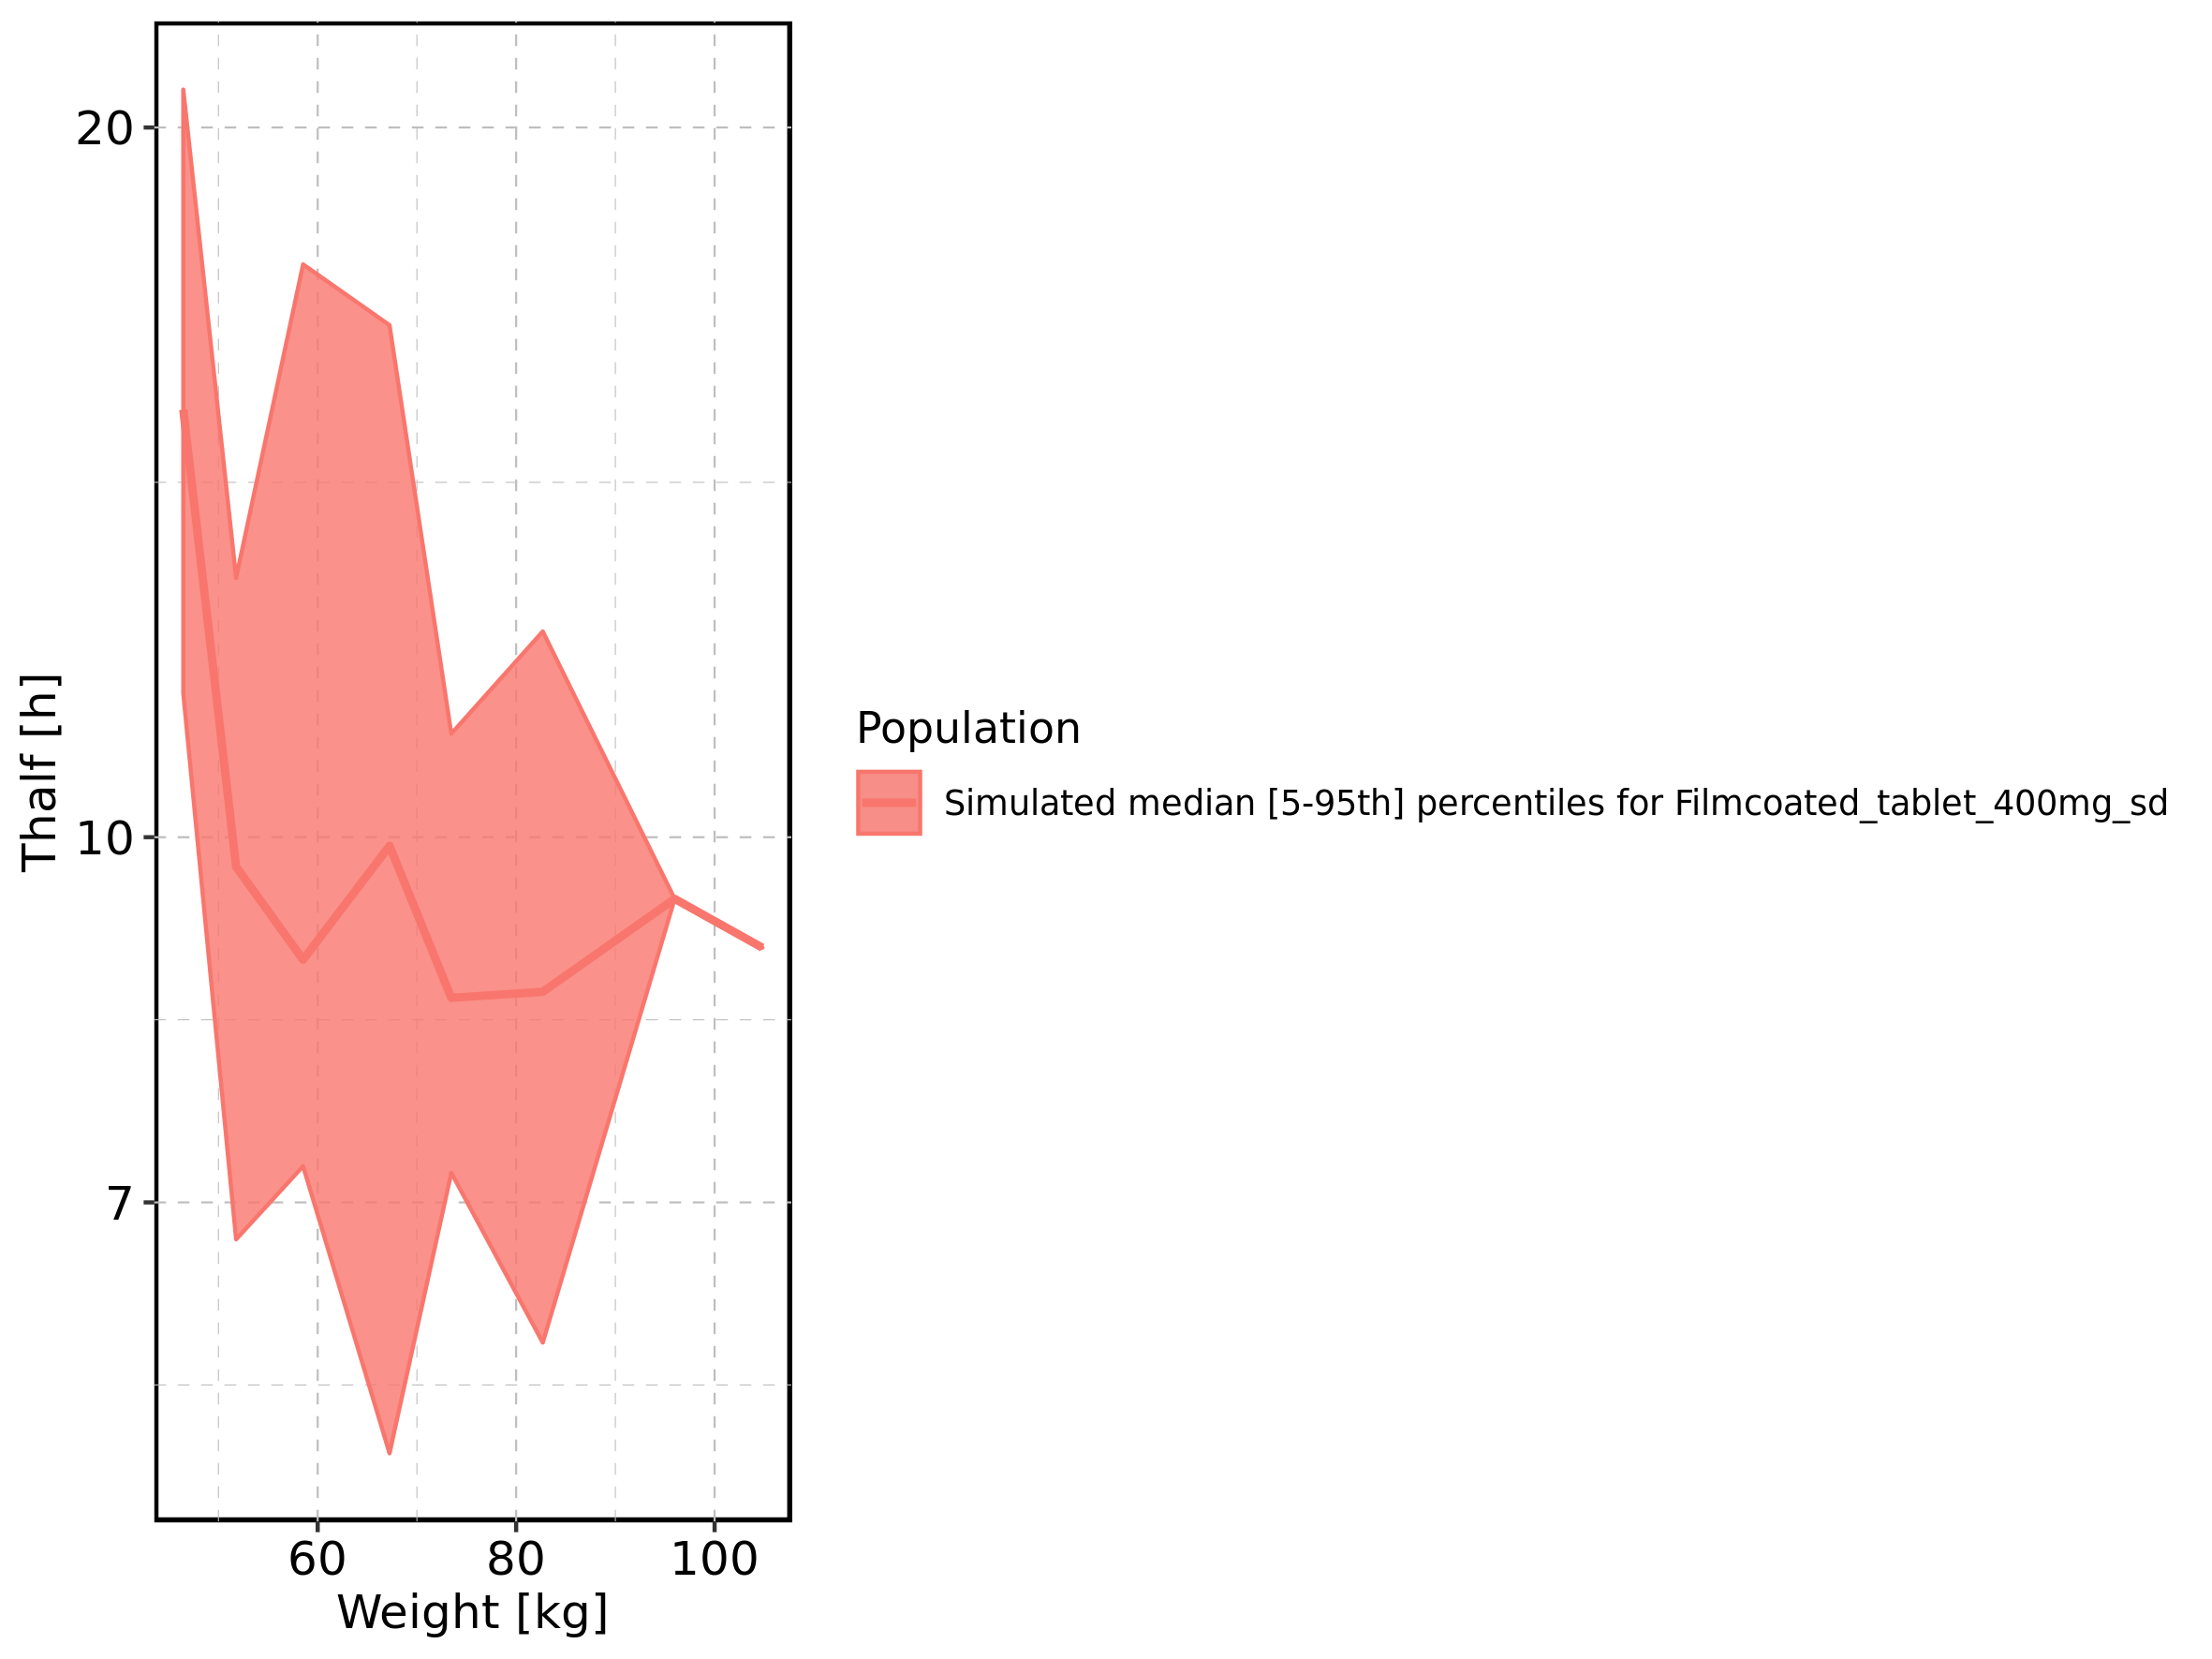 20
10
7
Thalf [h]
60 80 100
Weight [kg]
Population
Simulated median [5-95th] percentiles for Filmcoated_tablet_400mg_sd